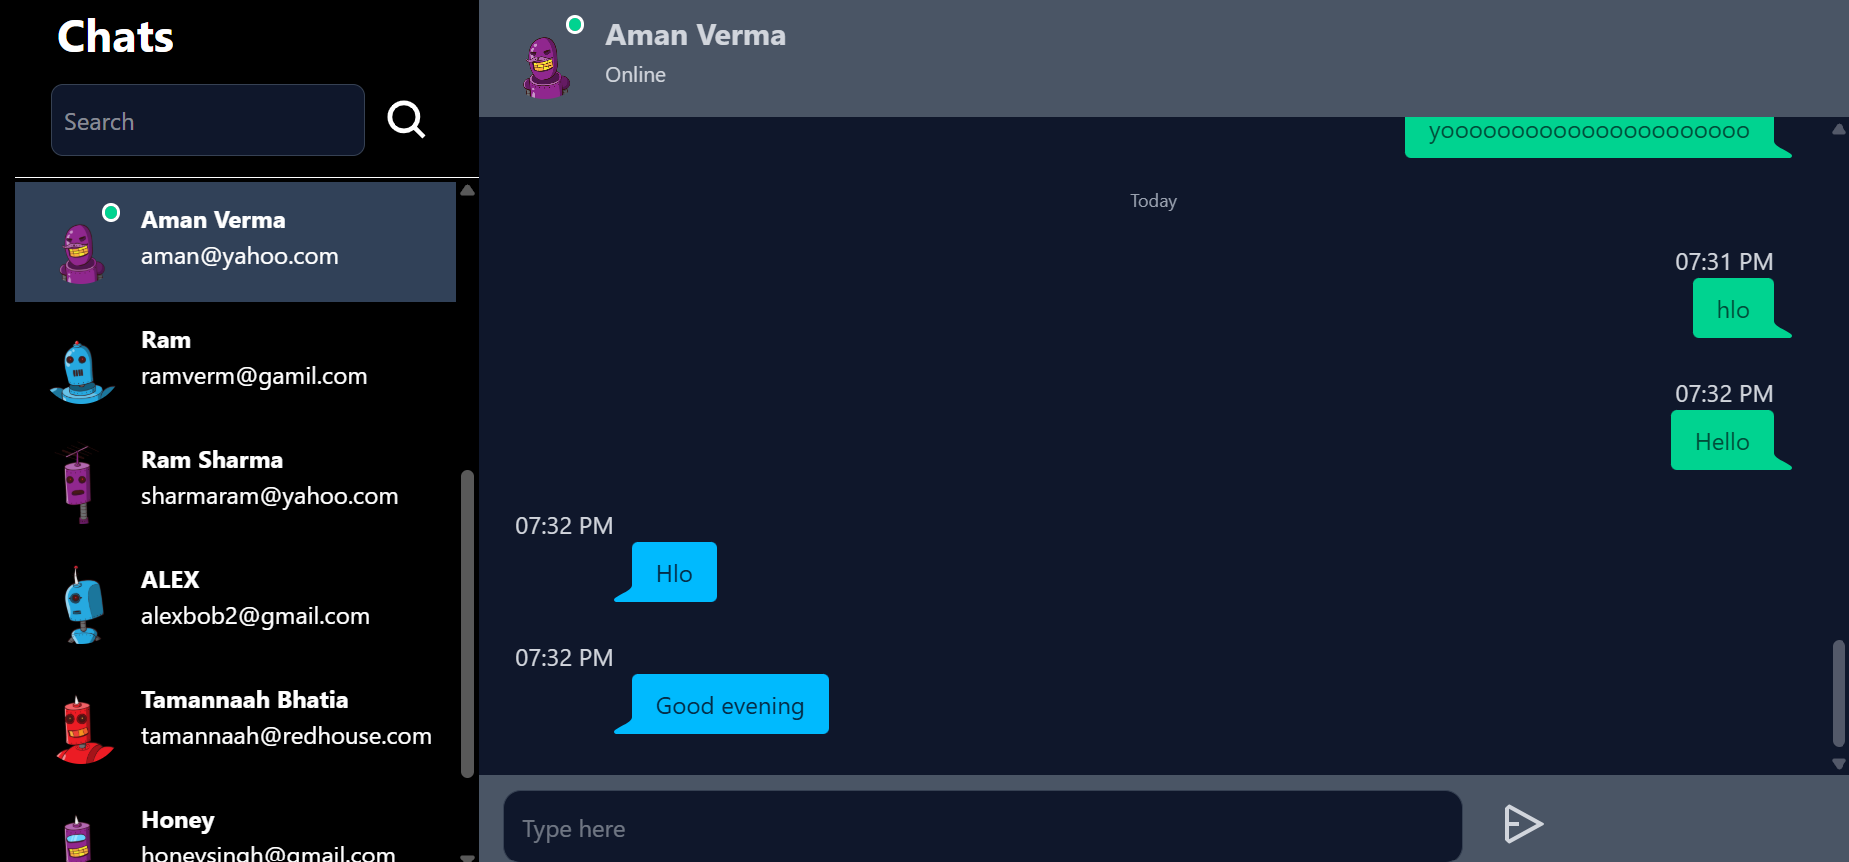 Chats
Search
Aman Verma
aman@yahoo.com
Ram
ramverm@gamil.com
Ram Sharma
sharmaram@yahoo.com
ALEX
alexbob2@gmail.com
Tamannaah Bhatia
tamannaah@redhouse.com
Honey
honeysingh@gmail.com
Aman Verma
Online
yoooooooooooooooooooooo
Today
07:31 PM
hlo
07:32 PM
Hello
07:32 PM
Hlo
07:32 PM
Good evening
Type here